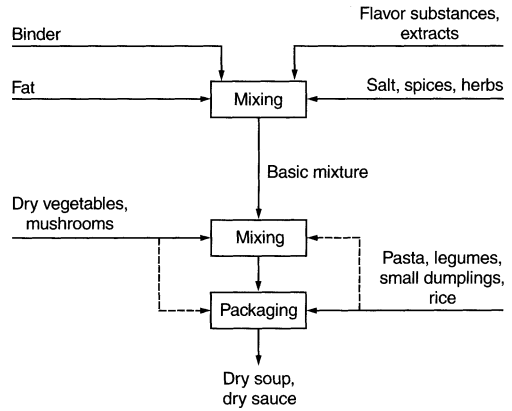 Flavor substances,
extracts
Binder
Fat
Mixing
Salt, spices, herbs
Basic mixture
Dry vegetables,
mushrooms
Mixing
Pasta, legumes,
small dumplings,
rice
Packaging
Dry soup,
dry sauce